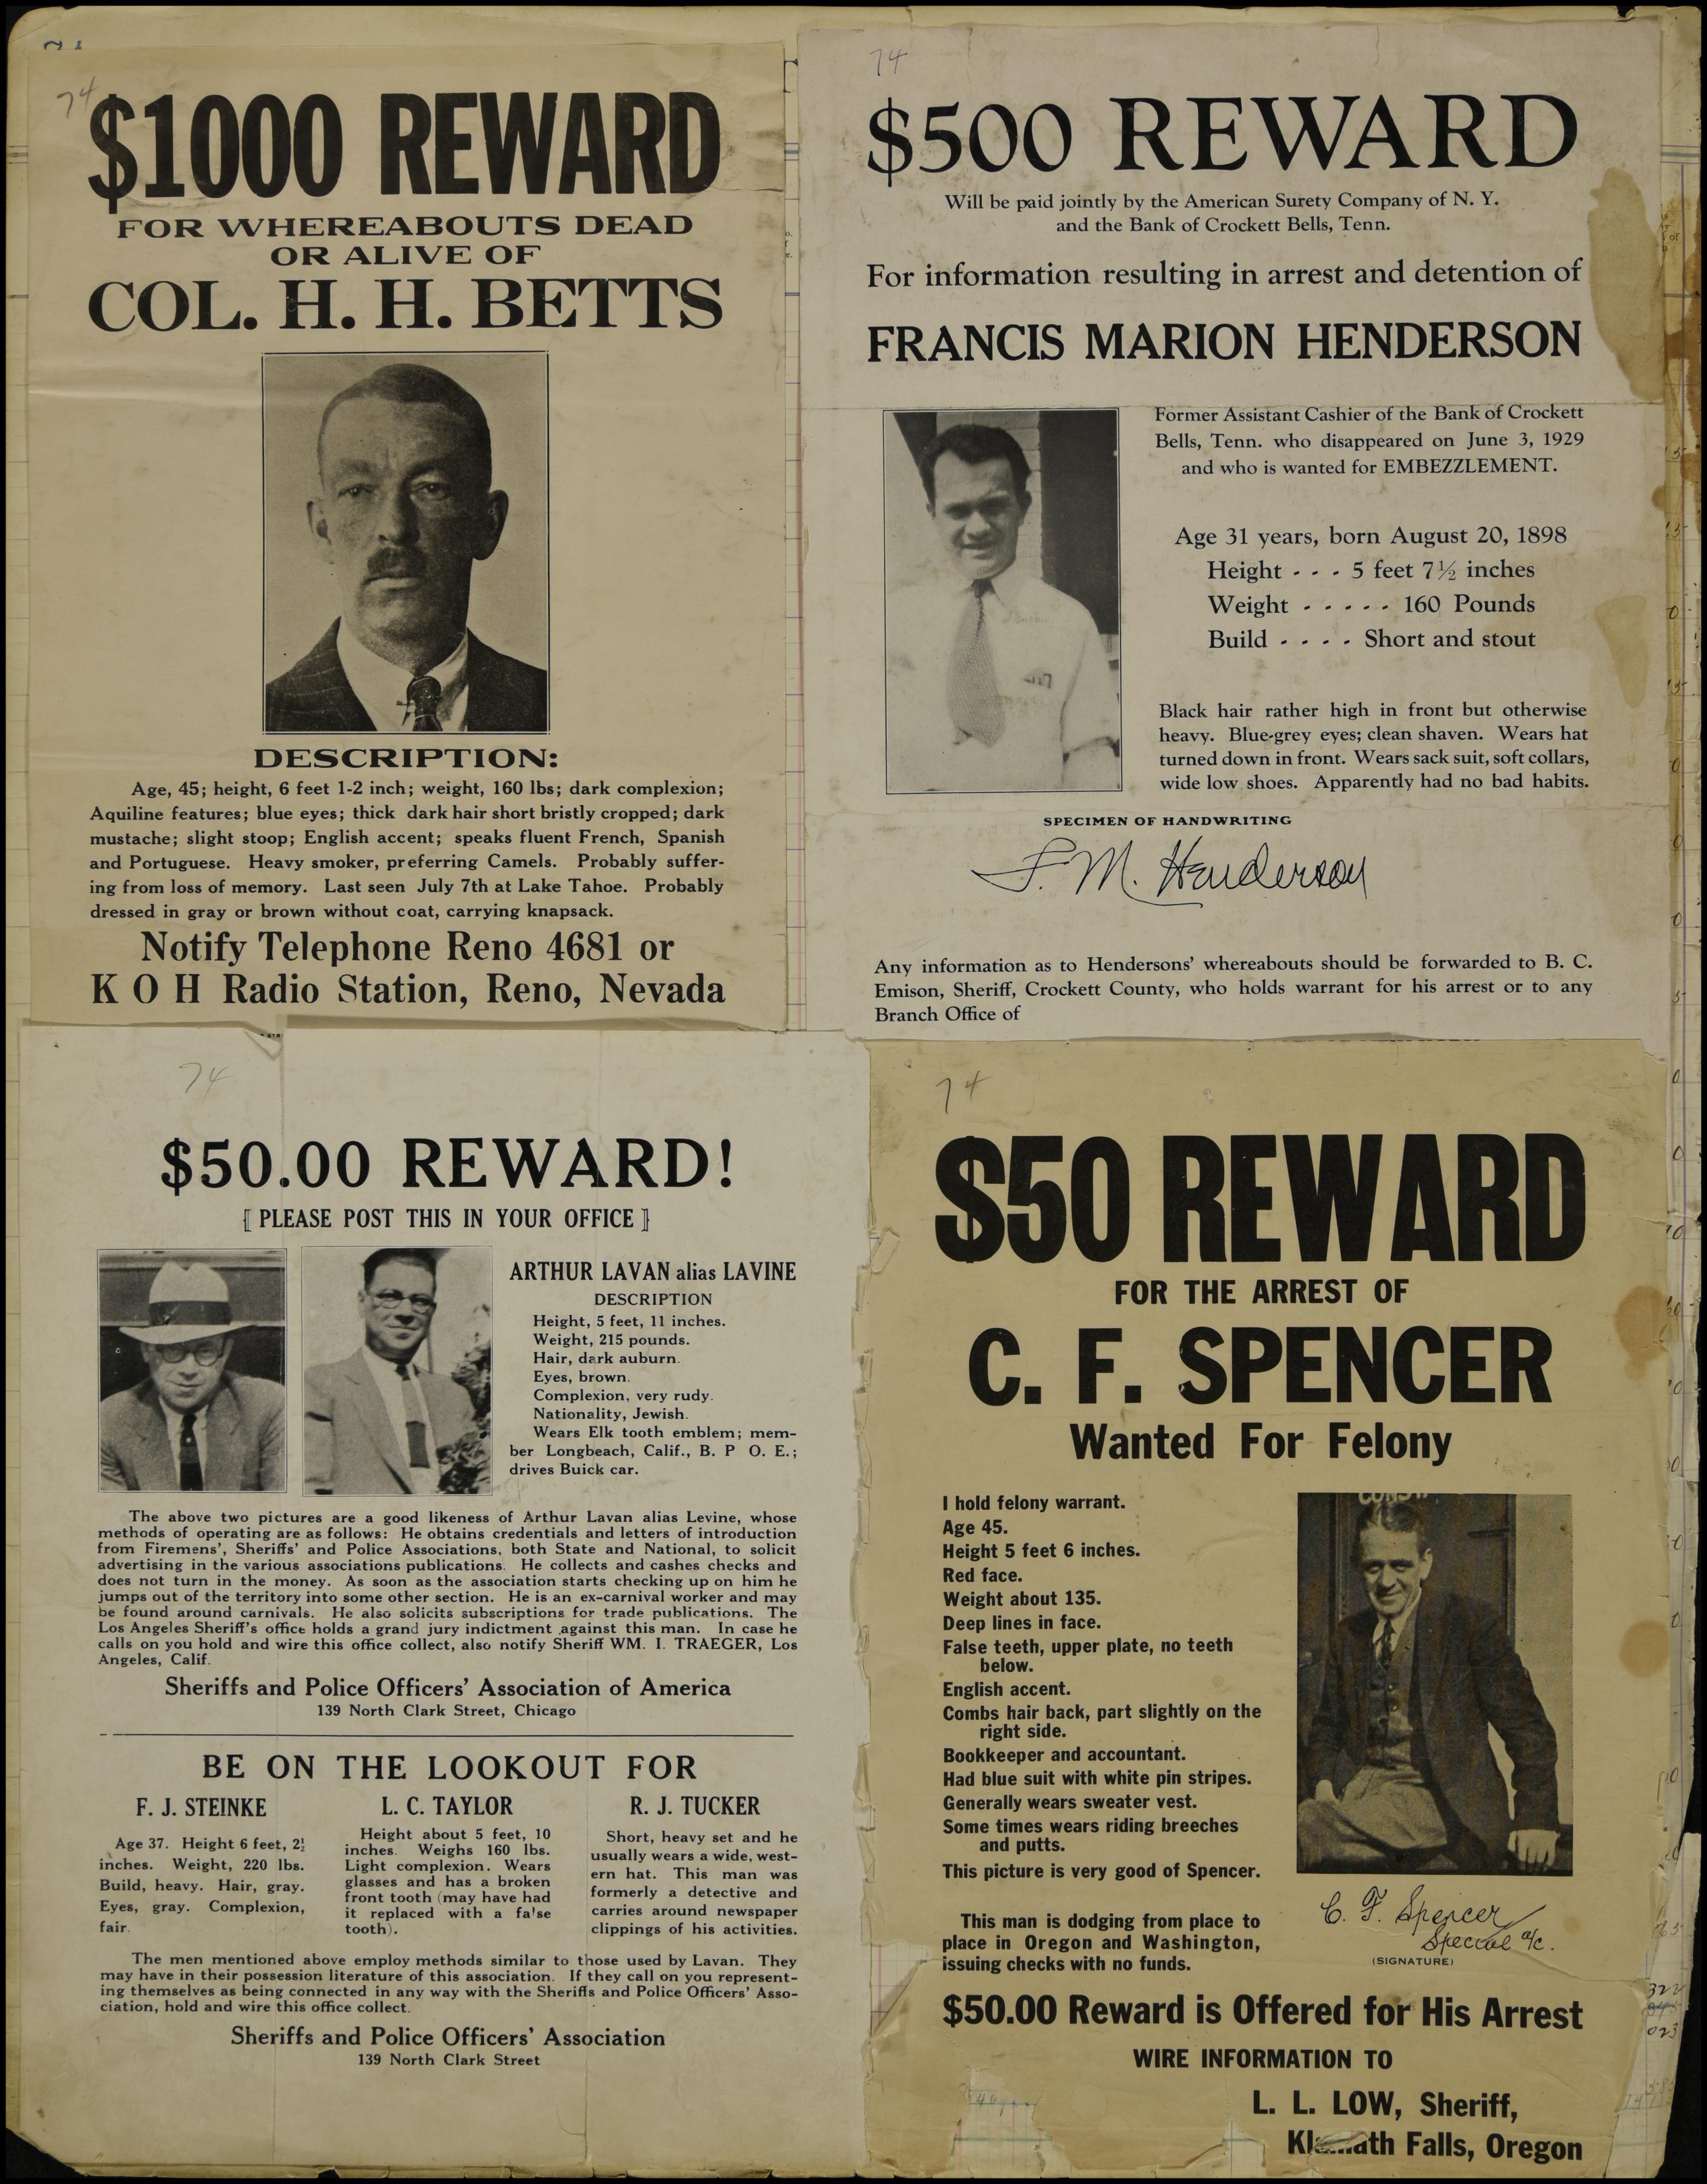 74
$1000 REWARD
FOR WHEREABOUTS DEAD
OR ALIVE OF
COL. H. H. BETTS
DESCRIPTION:
Age, 45; height, 6 feet 1-2 inch; weight, 160 lbs; dark complexion;
Aquiline features; blue eyes; thick dark hair short bristly cropped; dark
mustache; slight stoop; English accent; speaks fluent French, Spanish
and Portuguese. Heavy smoker, preferring Camels. Probably suffer-
ing from loss of memory. Last seen July 7th at Lake Tahoe. Probably
dressed in gray or brown without coat, carrying knapsack.
Notify Telephone Reno 4681 or
K O H Radio Station, Reno, Nevada
74
$500 REWARD
Will be paid jointly by the American Surety Company of N. Y.
and the Bank of Crockett Bells, Tenn.
For information resulting in arrest and detention of
FRANCIS MARION HENDERSON
Former Assistant Cashier of the Bank of Crockett
Bells, Tenn. who disappeared on June 3, 1929
and who is wanted for EMBEZZLEMENT.
Age 31 years, born August 20, 1898
Height - - - 5 feet 7½ inches
Weight - - - - - 160 Pounds
Build - - - - Short and stout
Black hair rather high in front but otherwise
heavy. Blue-grey eyes; clean shaven. Wears hat
turned down in front. Wears sack suit, soft collars,
wide low shoes. Apparently had no bad habits.
SPECIMEN OF HANDWRITING
F. M. Henderson
Any information as to Hendersons' whereabouts should be forwarded to B. C.
Emison, Sheriff, Crockett County, who holds warrant for his arrest or to any
Branch Office of
74
$50.00 REWARD!
[ PLEASE POST THIS IN YOUR OFFICE ]
ARTHUR LAVAN alias LAVINE
DESCRIPTION
Height, 5 feet, 11 inches.
Weight, 215 pounds.
Hair, dark auburn.
Eyes, brown.
Complexion, very rudy.
Nationality, Jewish.
Wears Elk tooth emblem; mem-
ber Longbeach, Calif., B. P O. E.;
drives Buick car.
The above two pictures are a good likeness of Arthur Lavan alias Levine, whose
methods of operating are as follows: He obtains credentials and letters of introduction
from Firemens', Sheriffs' and Police Associations, both State and National, to solicit
advertising in the various associations publications. He collects and cashes checks and
does not turn in the money. As soon as the association starts checking up on him he
jumps out of the territory into some other section. He is an ex-carnival worker and may
be found around carnivals. He also solicits subscriptions for trade publications. The
Los Angeles Sheriff's office holds a grand jury indictment against this man. In case he
calls on you hold and wire this office collect, also notify Sheriff WM. I. TRAEGER, Los
Angeles, Calif.
Sheriffs and Police Officers' Association of America
139 North Clark Street, Chicago
BE ON THE LOOKOUT FOR
F. J. STEINKE
Age 37. Height 6 feet, 2½
inches. Weight, 220 lbs.
Build, heavy. Hair, gray.
Eyes, gray. Complexion,
fair.
L. C. TAYLOR
Height about 5 feet, 10
inches. Weighs 160 lbs.
Light complexion. Wears
glasses and has a broken
front tooth (may have had
it replaced with a false
tooth).
R. J. TUCKER
Short, heavy set and he
usually wears a wide, west-
ern hat. This man was
formerly a detective and
carries around newspaper
clippings of his activities.
The men mentioned above employ methods similar to those used by Lavan. They
may have in their possession literature of this association. If they call on you represent-
ing themselves as being connected in any way with the Sheriffs and Police Officers' Asso-
ciation, hold and wire this office collect.
Sheriffs and Police Officers' Association
139 North Clark Street
74
$50 REWARD
FOR THE ARREST OF
C. F. SPENCER
Wanted For Felony
I hold felony warrant.
Age 45.
Height 5 feet 6 inches.
Red face.
Weight about 135.
Deep lines in face.
False teeth, upper plate, no teeth
below.
English accent.
Combs hair back, part slightly on the
right side.
Bookkeeper and accountant.
Had blue suit with white pin stripes.
Generally wears sweater vest.
Some times wears riding breeches
and putts.
This picture is very good of Spencer.
This man is dodging from place to
place in Oregon and Washington,
issuing checks with no funds.
C. F. Spencer
Special a/c.
(SIGNATURE)
$50.00 Reward is Offered for His Arrest
WIRE INFORMATION TO
L. L. LOW, Sheriff,
Klamath Falls, Oregon